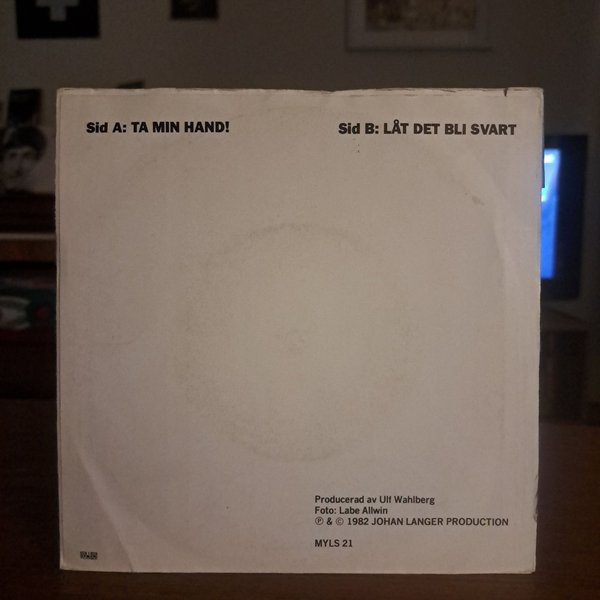 Sid A: TA MIN HAND!
Sid B: LÅT DET BLI SVART
Producerad av Ulf Wahlberg
Foto: Labe Allwin
℗ & © 1982 JOHAN LANGER PRODUCTION
MYLS 21